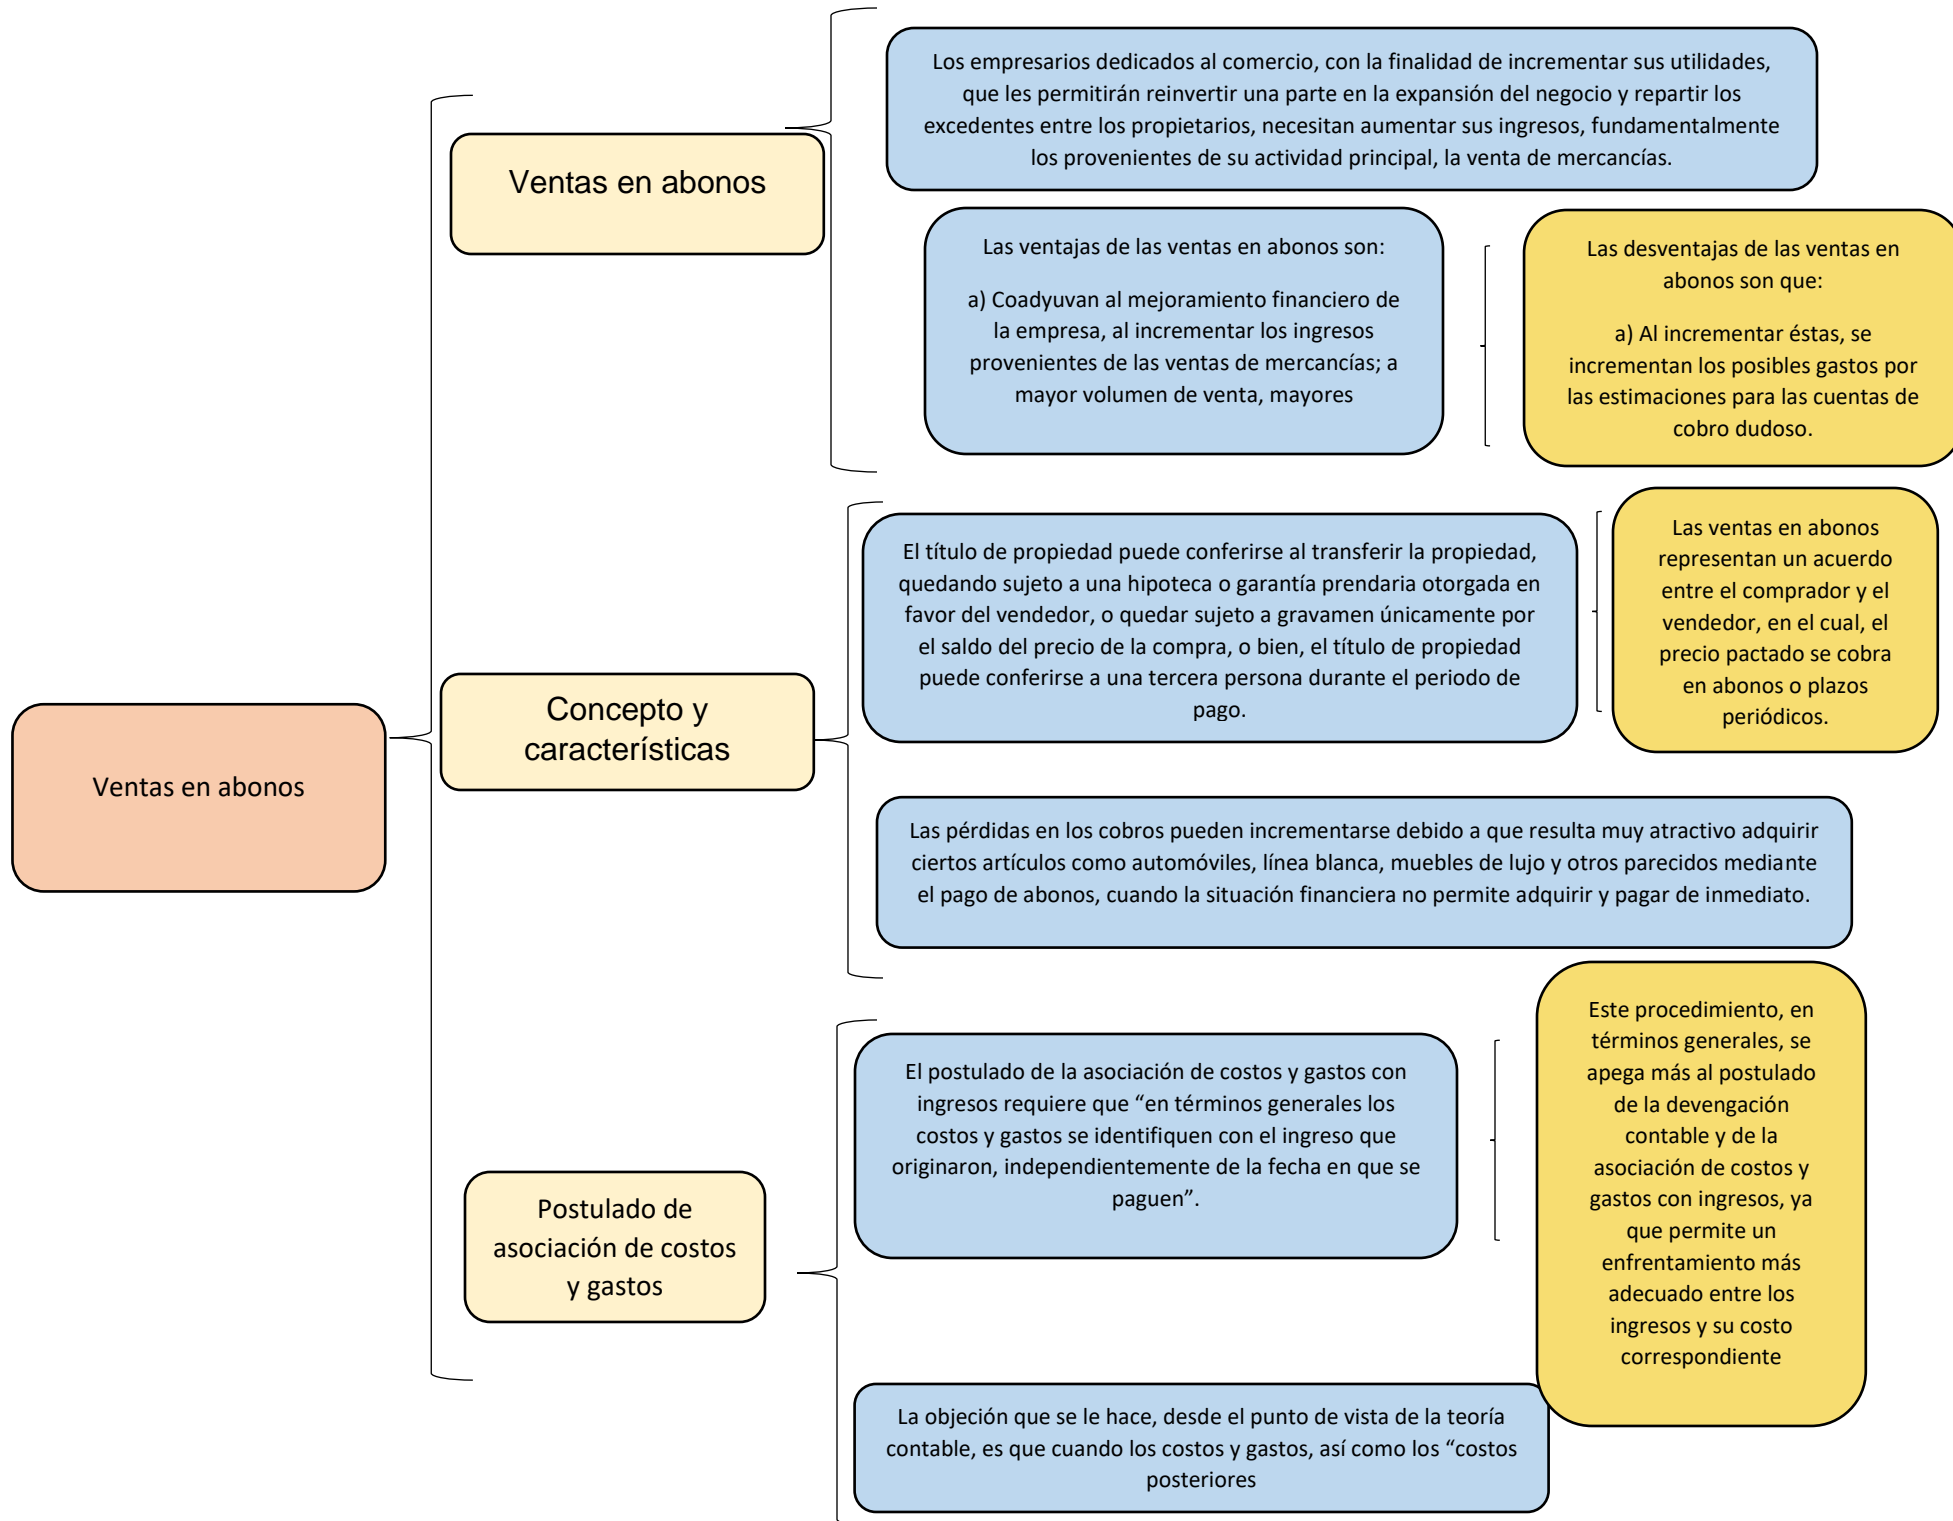 Ventas en abonos
Ventas en abonos
Los empresarios dedicados al comercio, con la finalidad de incrementar sus utilidades,
que les permitirán reinvertir una parte en la expansión del negocio y repartir los
excedentes entre los propietarios, necesitan aumentar sus ingresos, fundamentalmente
los provenientes de su actividad principal, la venta de mercancías.
Las ventajas de las ventas en abonos son:
a) Coadyuvan al mejoramiento financiero de
la empresa, al incrementar los ingresos
provenientes de las ventas de mercancías; a
mayor volumen de venta, mayores
Las desventajas de las ventas en
abonos son que:
a) Al incrementar éstas, se
incrementan los posibles gastos por
las estimaciones para las cuentas de
cobro dudoso.
Concepto y
características
El título de propiedad puede conferirse al transferir la propiedad,
quedando sujeto a una hipoteca o garantía prendaria otorgada en
favor del vendedor, o quedar sujeto a gravamen únicamente por
el saldo del precio de la compra, o bien, el título de propiedad
puede conferirse a una tercera persona durante el periodo de
pago.
Las ventas en abonos
representan un acuerdo
entre el comprador y el
vendedor, en el cual, el
precio pactado se cobra
en abonos o plazos
periódicos.
Las pérdidas en los cobros pueden incrementarse debido a que resulta muy atractivo adquirir
ciertos artículos como automóviles, línea blanca, muebles de lujo y otros parecidos mediante
el pago de abonos, cuando la situación financiera no permite adquirir y pagar de inmediato.
Postulado de
asociación de costos
y gastos
El postulado de la asociación de costos y gastos con
ingresos requiere que “en términos generales los
costos y gastos se identifiquen con el ingreso que
originaron, independientemente de la fecha en que se
paguen”.
Este procedimiento, en
términos generales, se
apega más al postulado
de la devengación
contable y de la
asociación de costos y
gastos con ingresos, ya
que permite un
enfrentamiento más
adecuado entre los
ingresos y su costo
correspondiente
La objeción que se le hace, desde el punto de vista de la teoría
contable, es que cuando los costos y gastos, así como los “costos
posteriores